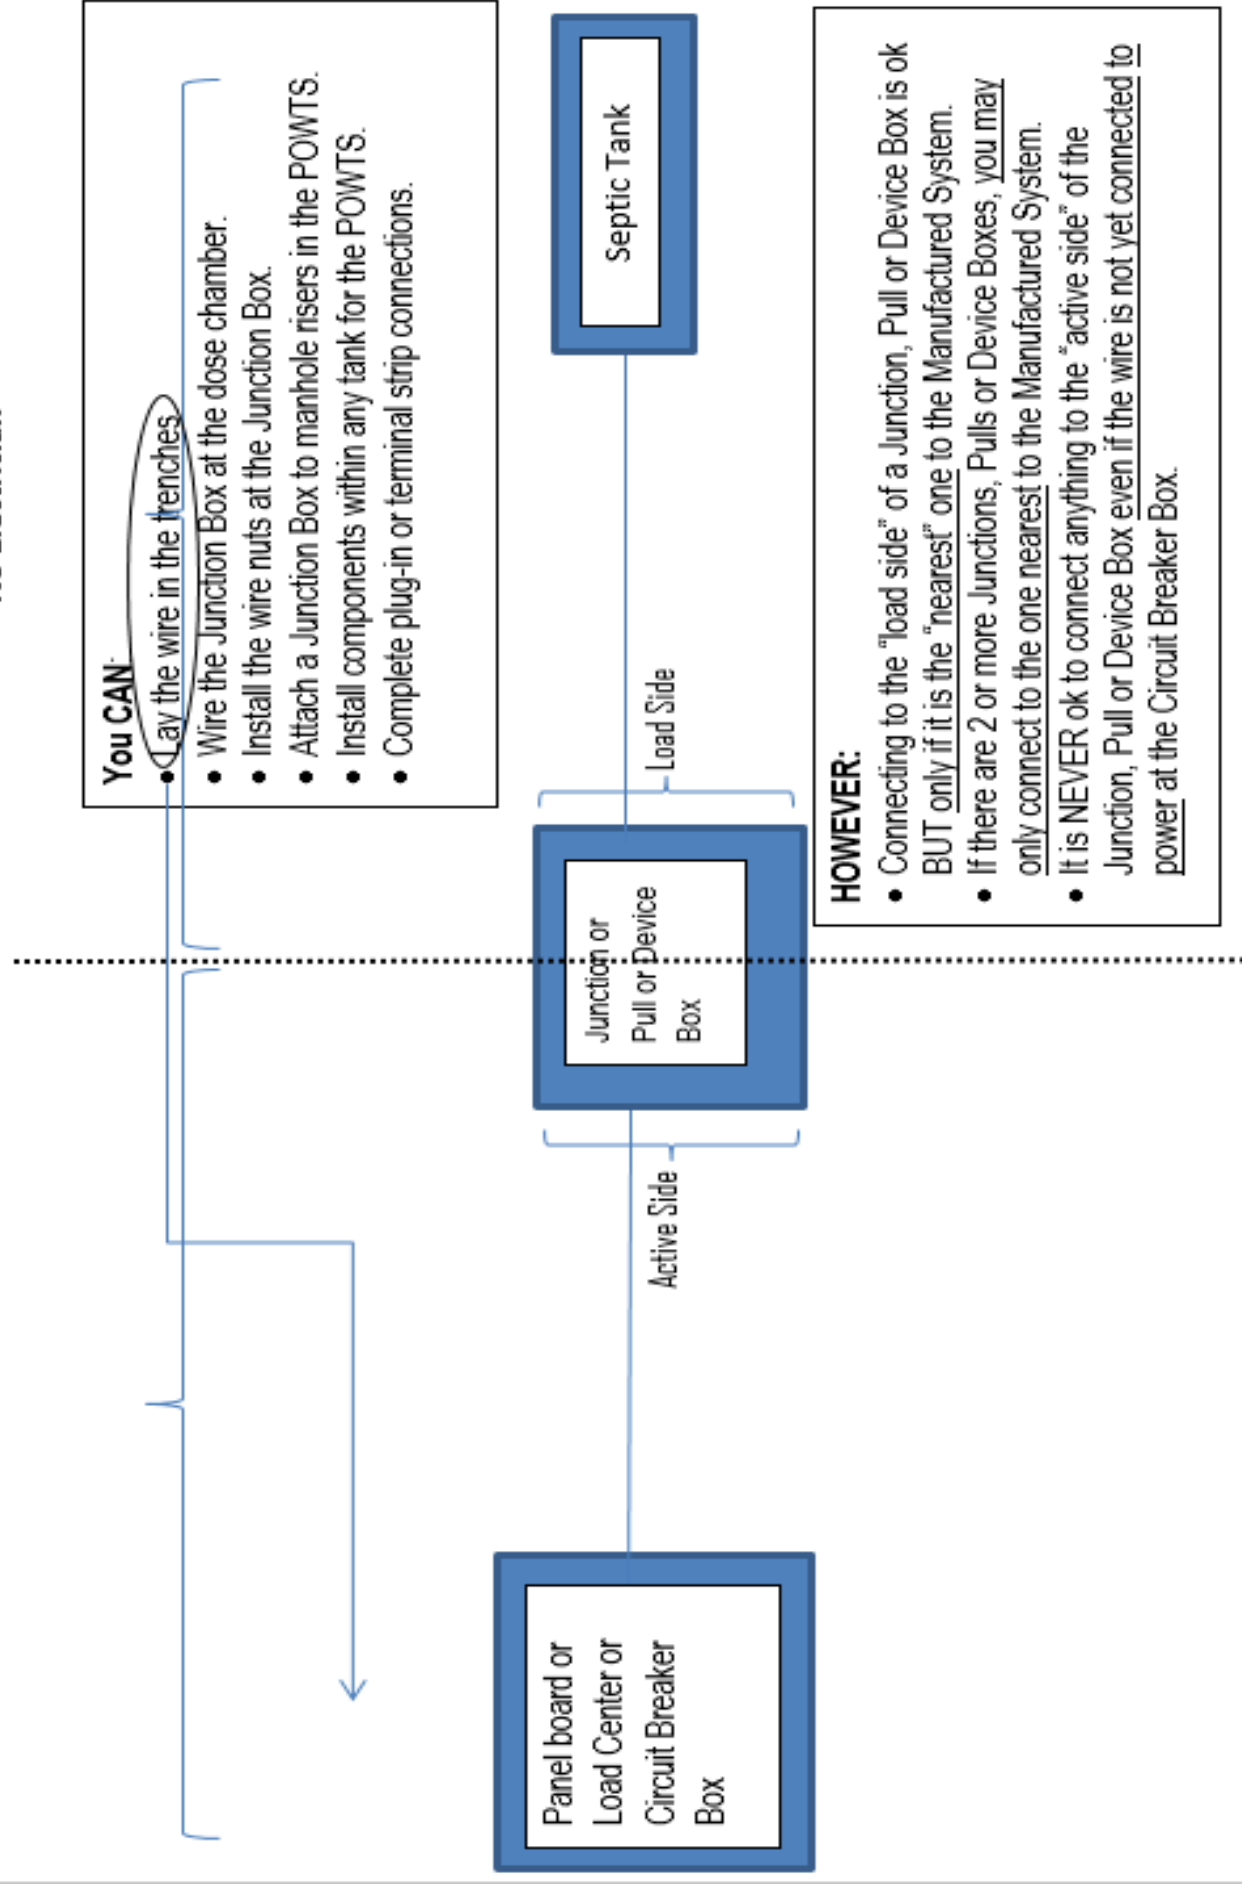 You CAN:
• Lay the wire in the trenches
• Wire the Junction Box at the dose chamber.
• Install the wire nuts at the Junction Box.
• Attach a Junction Box to manhole risers in the POWTS.
• Install components within any tank for the POWTS.
• Complete plug-in or terminal strip connections.
Panel board or
Load Center or
Circuit Breaker
Box
Active Side
Junction or
Pull or Device
Box
Load Side
Septic Tank
HOWEVER:
• Connecting to the "load side" of a Junction, Pull or Device Box is ok
BUT only if it is the "nearest" one to the Manufactured System.
• If there are 2 or more Junctions, Pulls or Device Boxes, you may
only connect to the one nearest to the Manufactured System.
• It is NEVER ok to connect anything to the "active side" of the
Junction, Pull or Device Box even if the wire is not yet connected to
power at the Circuit Breaker Box.